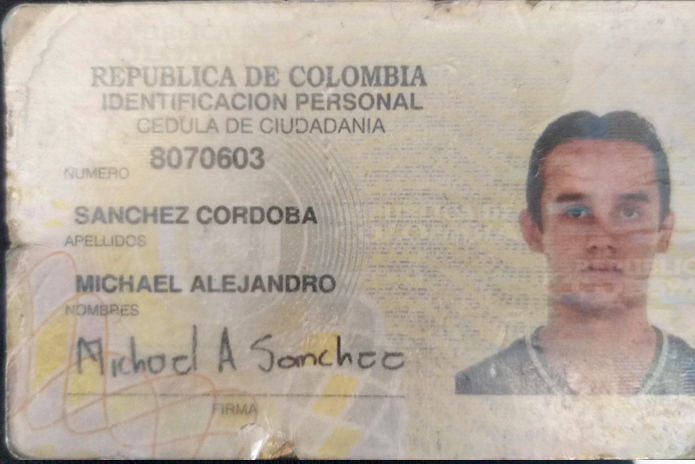 REPUBLICA DE COLOMBIA
IDENTIFICACION PERSONAL
CEDULA DE CIUDADANIA
NUMERO 8070603
SANCHEZ CORDOBA
APELLIDOS
MICHAEL ALEJANDRO
NOMBRES
Michael A Sanchez
FIRMA